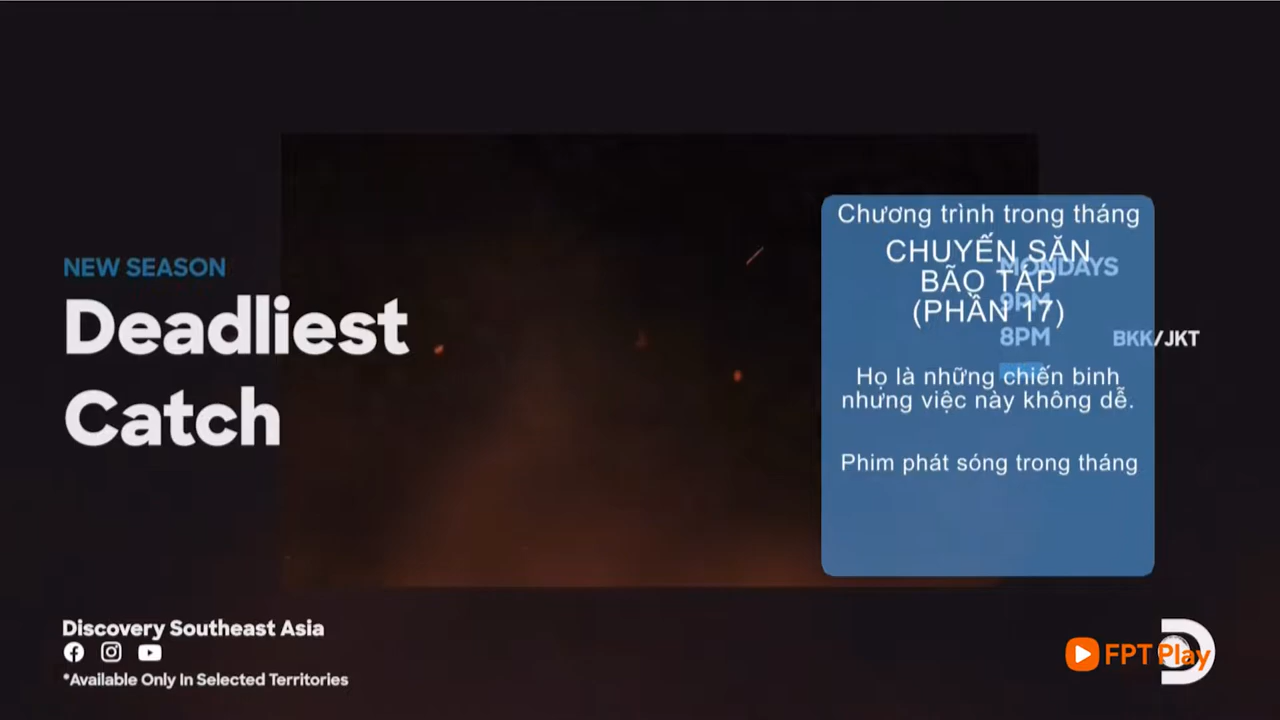 NEW SEASON
Deadliest
Catch
Chương trình trong tháng
CHUYẾN SĂN
BÃO TÁP
(PHẦN 17)
Họ là những chiến binh
nhưng việc này không dễ.
Phim phát sóng trong tháng
MONDAYS
9PM
8PM BKK/JKT
Discovery Southeast Asia
*Available Only In Selected Territories
FPT Play